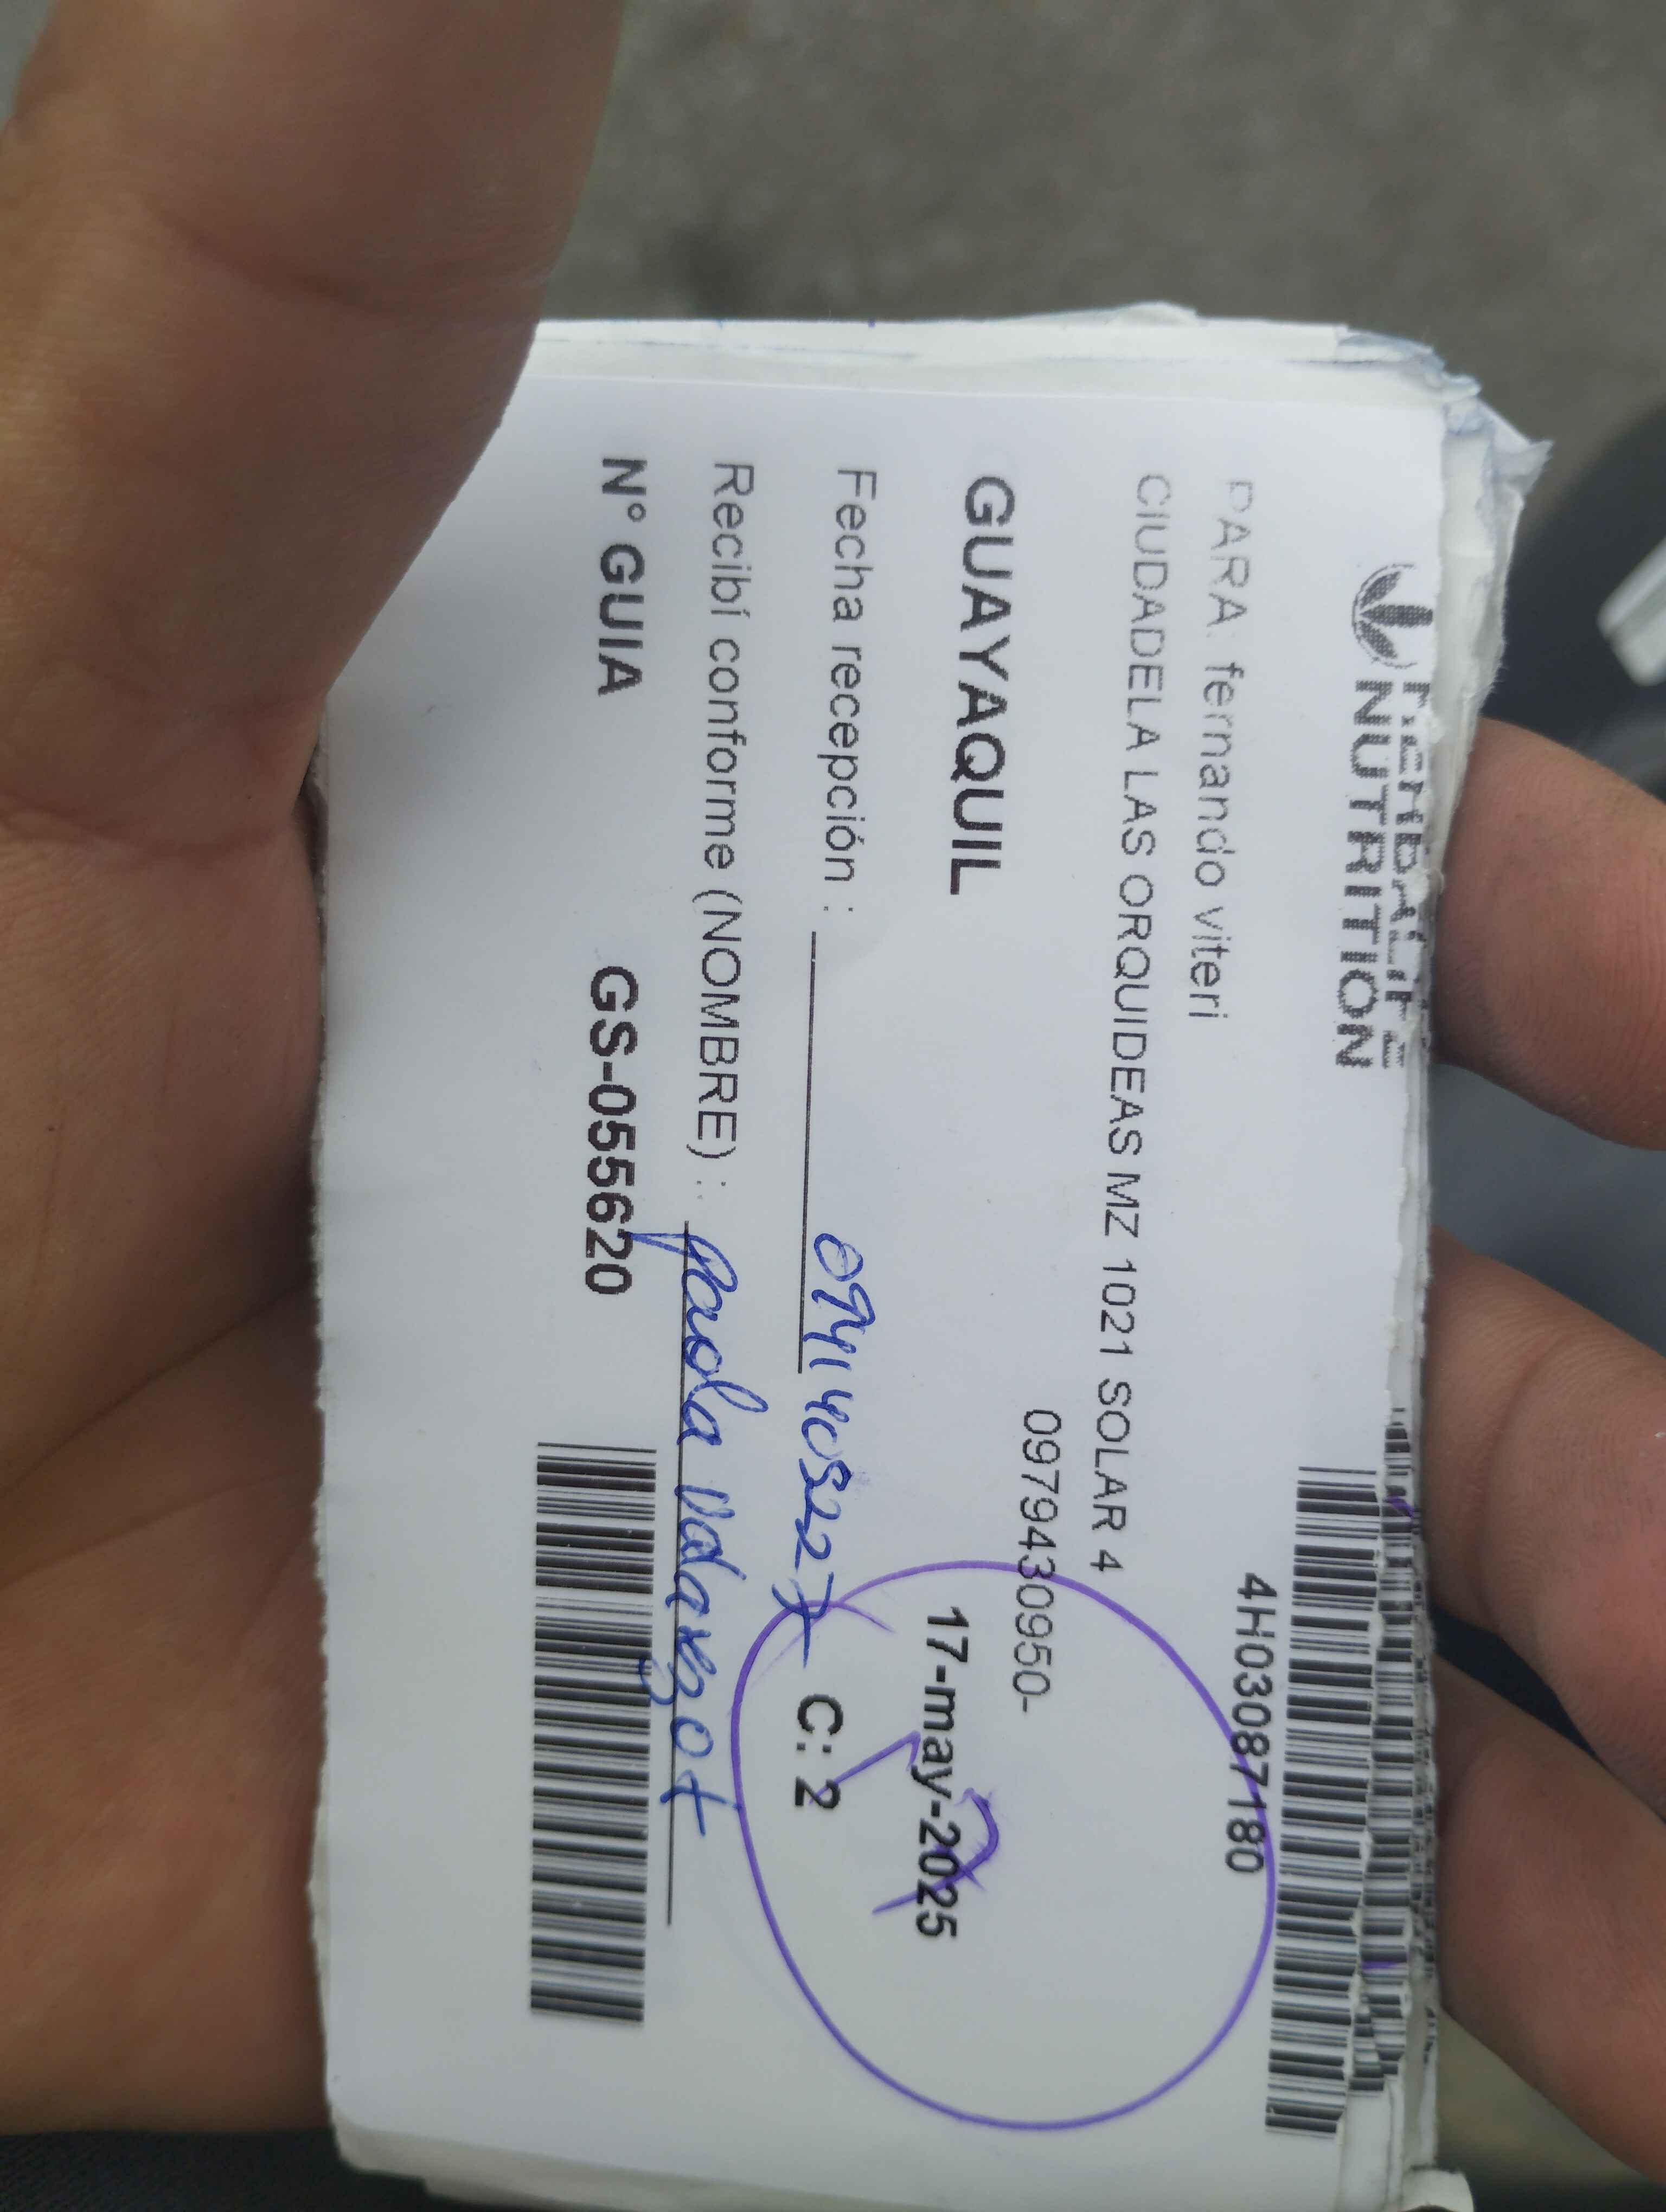 NUTRITION
4H03087180
PARA: fernando viteri
CIUDADELA LAS ORQUIDEAS MZ 1021 SOLAR 4
0979430950-
GUAYAQUIL
17-may-2025
Fecha recepción :
C: 2
Recibí conforme (NOMBRE) : Paola
N° GUIA GS-055620